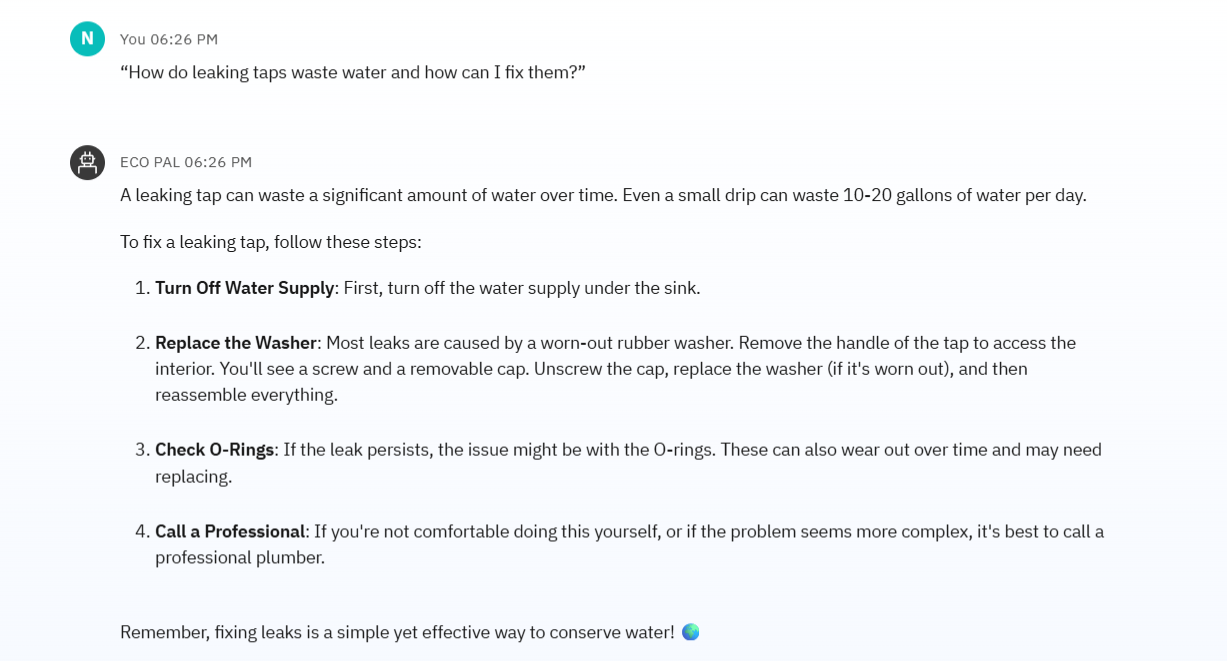 N
You 06:26 PM
“How do leaking taps waste water and how can I fix them?”
ECO PAL 06:26 PM
A leaking tap can waste a significant amount of water over time. Even a small drip can waste 10-20 gallons of water per day.
To fix a leaking tap, follow these steps:
1. Turn Off Water Supply: First, turn off the water supply under the sink.
2. Replace the Washer: Most leaks are caused by a worn-out rubber washer. Remove the handle of the tap to access the
interior. You'll see a screw and a removable cap. Unscrew the cap, replace the washer (if it's worn out), and then
reassemble everything.
3. Check O-Rings: If the leak persists, the issue might be with the O-rings. These can also wear out over time and may need
replacing.
4. Call a Professional: If you're not comfortable doing this yourself, or if the problem seems more complex, it's best to call a
professional plumber.
Remember, fixing leaks is a simple yet effective way to conserve water! 🌍